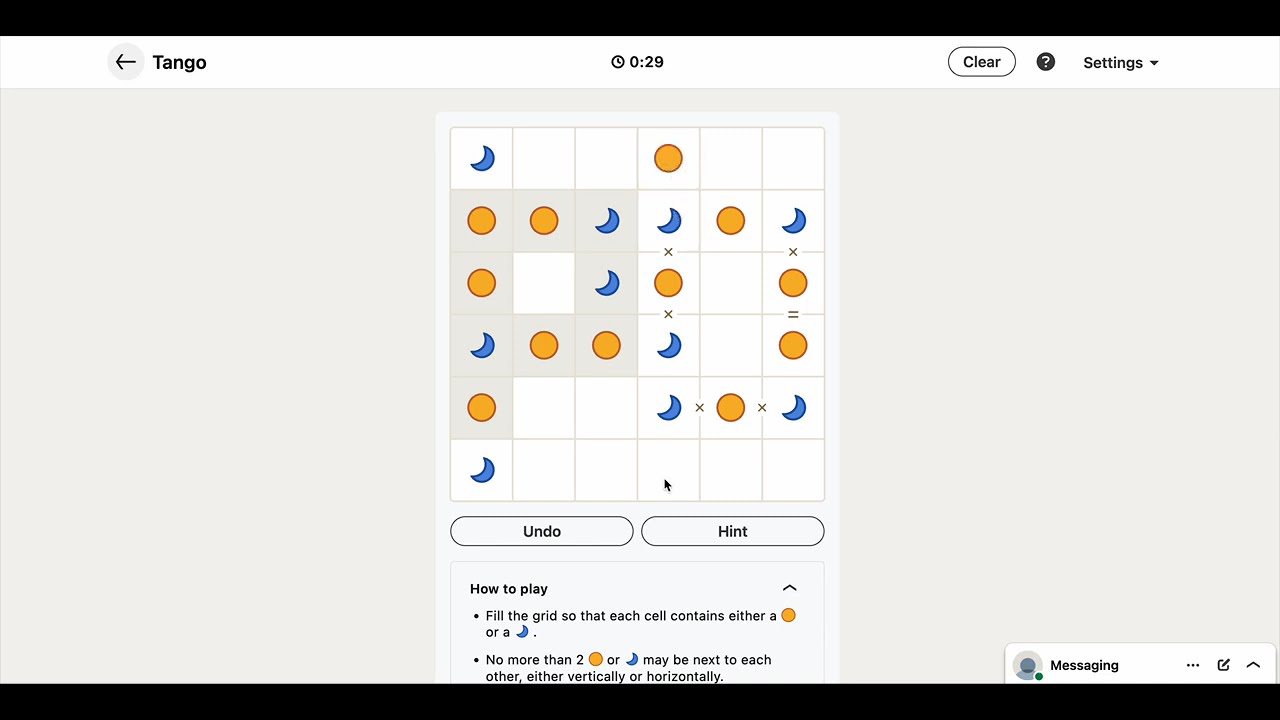 Tango
0:29
Clear
?
Settings
×
×
×
=
× ×
Undo
Hint
How to play
• Fill the grid so that each cell contains either a
or a .
• No more than 2 or may be next to each
other, either vertically or horizontally.
Messaging